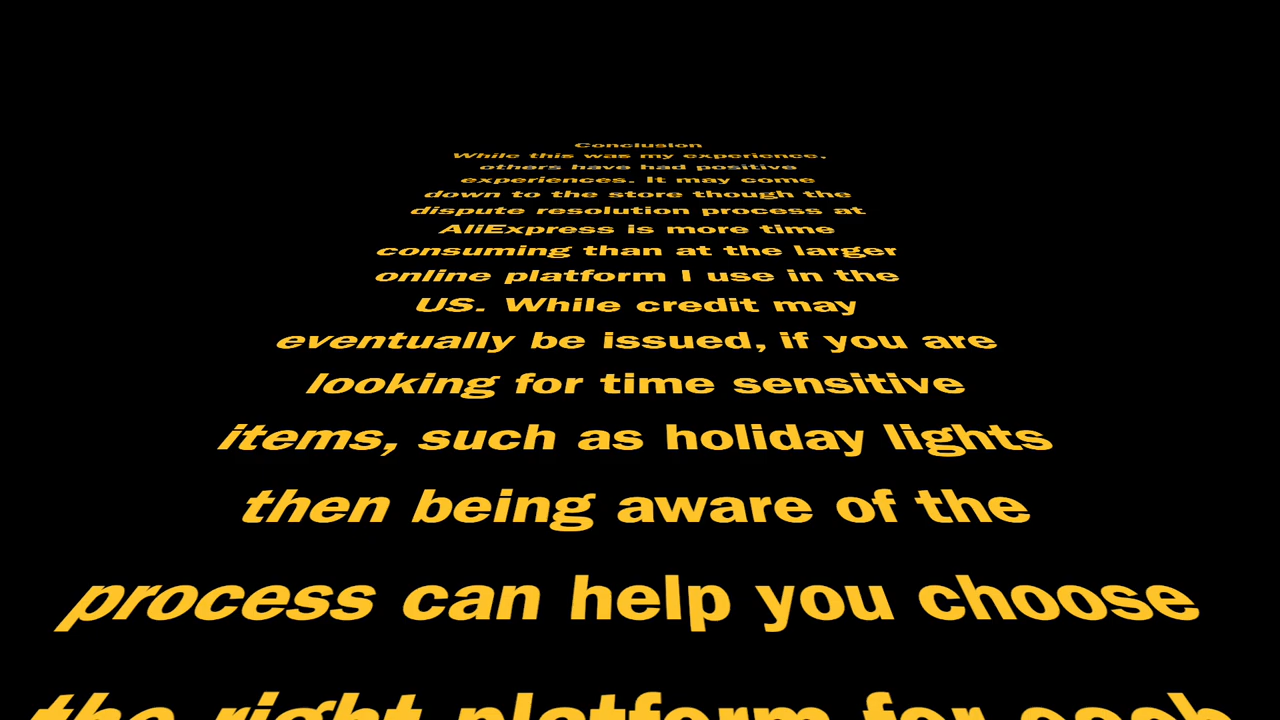 Conclusion
While this was my experience,
others have had positive
experiences. It may come
down to the store though the
dispute resolution process at
AliExpress is more time
consuming than at the larger
online platform I use in the
US. While credit may
eventually be issued, if you are
looking for time sensitive
items, such as holiday lights
then being aware of the
process can help you choose
the right platform for each